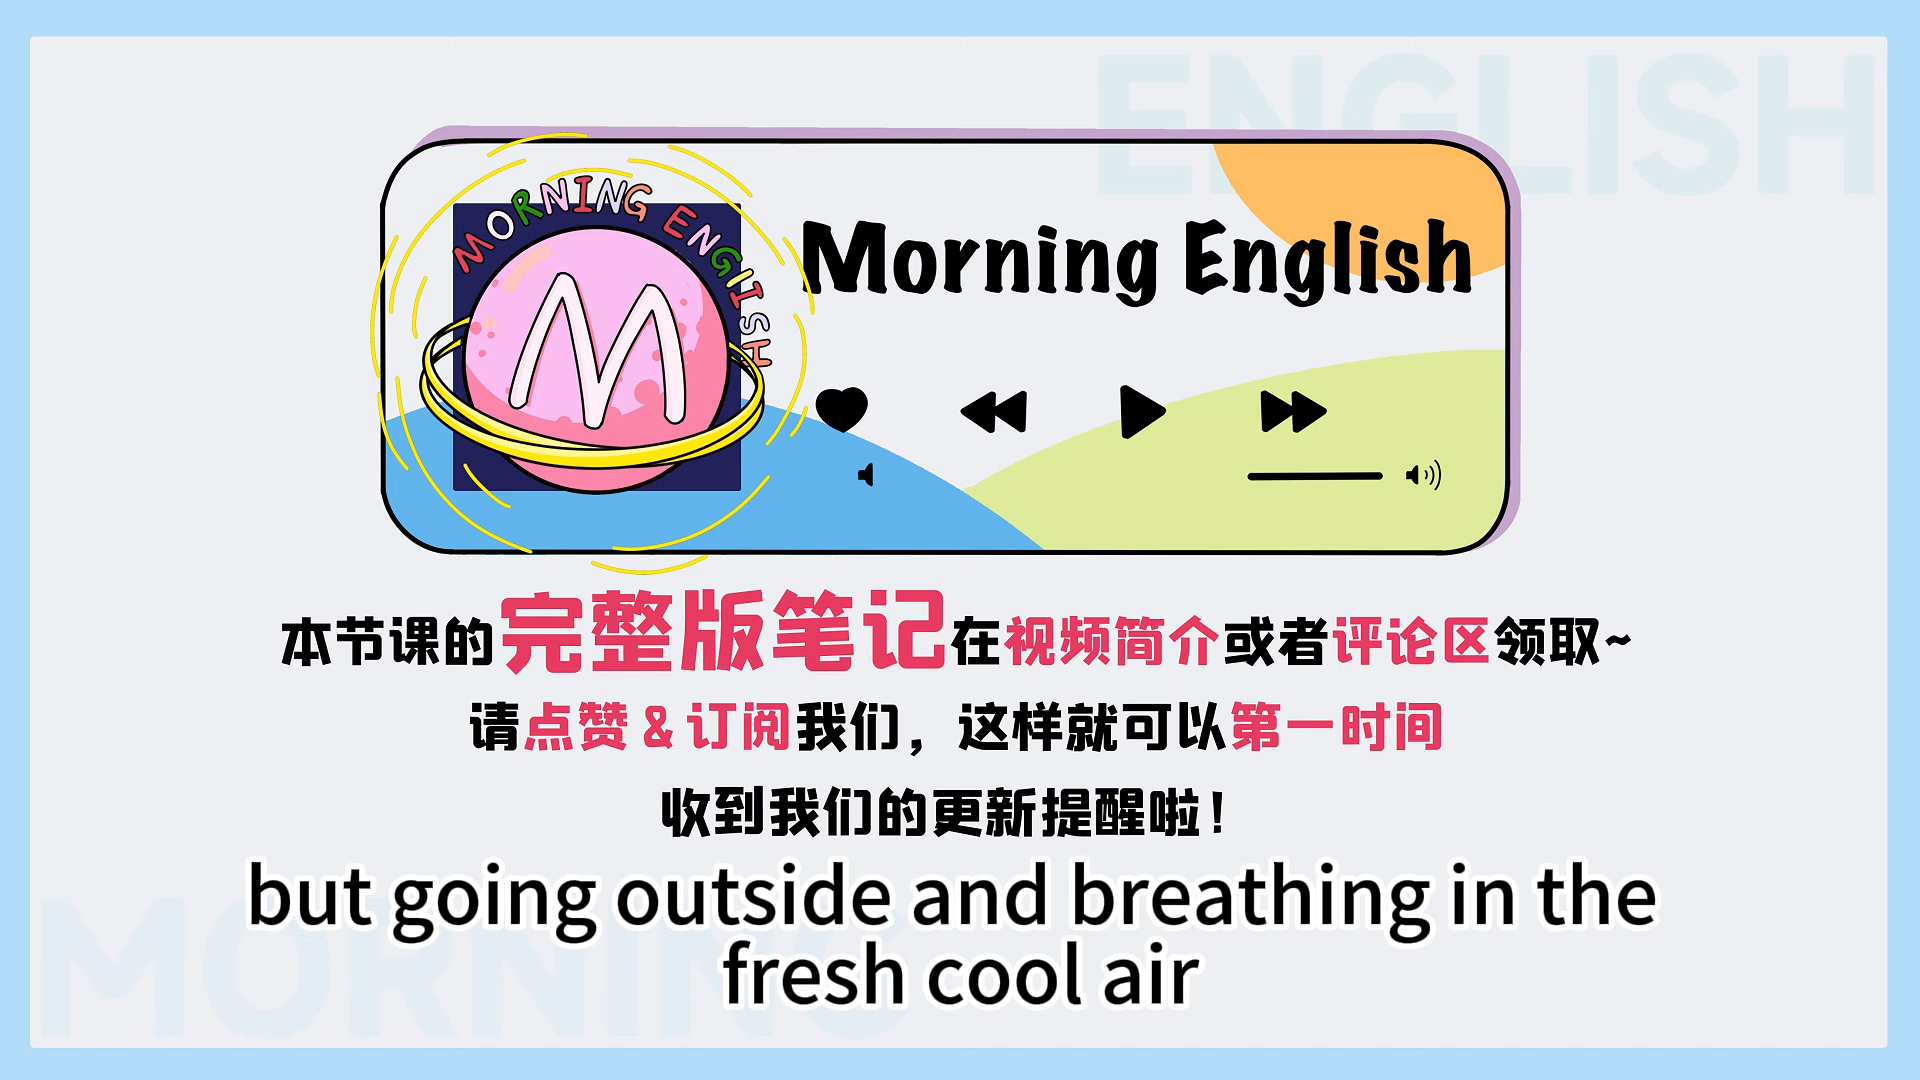 ENGLISH
MORNING ENGLISH
M
Morning English
本节课的完整版笔记在视频简介或者评论区领取~
请点赞&订阅我们，这样就可以第一时间
收到我们的更新提醒啦！
MORNING
but going outside and breathing in the
fresh cool air